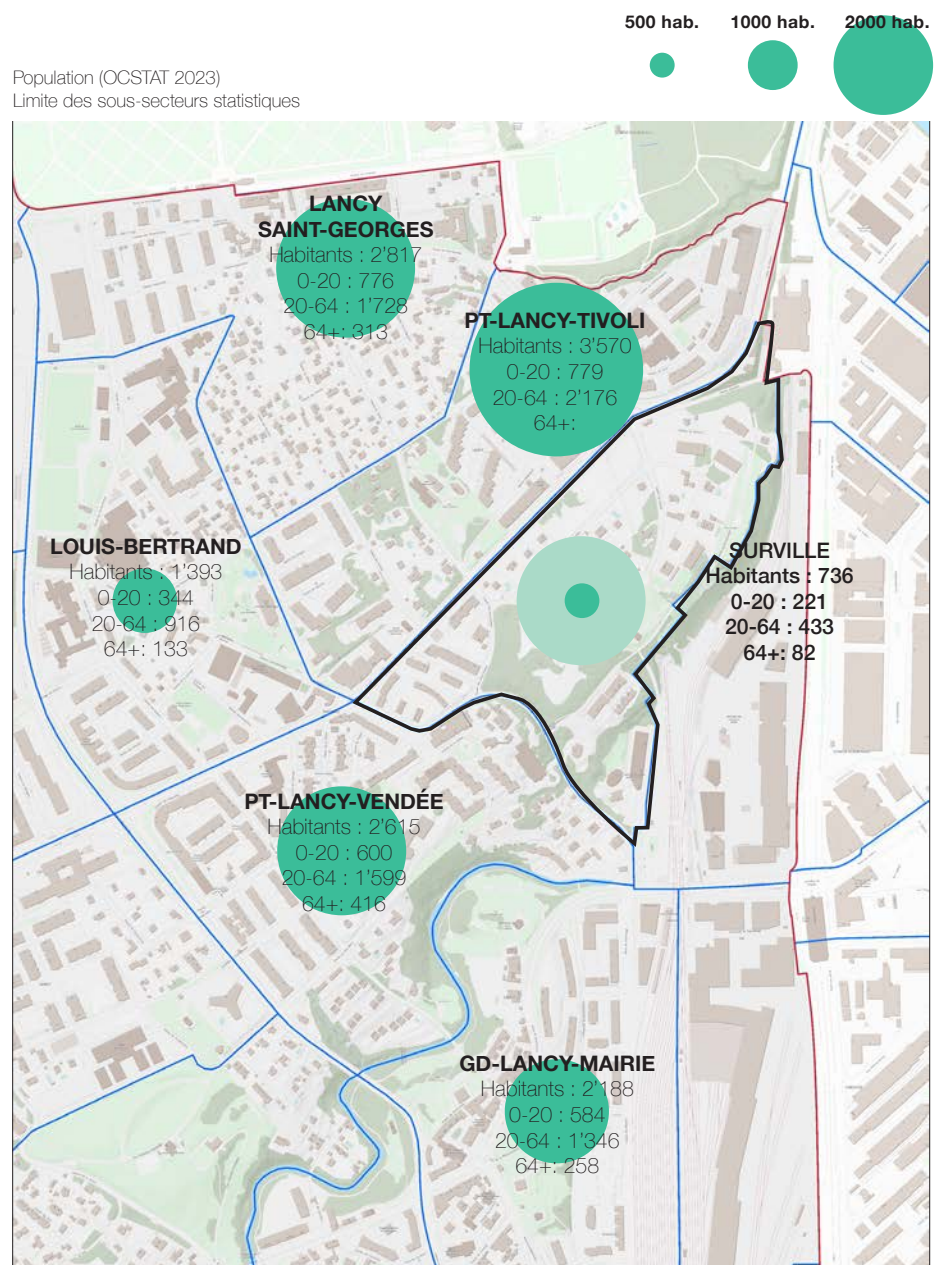 500 hab. 1000 hab. 2000 hab.
Population (OCSTAT 2023)
Limite des sous-secteurs statistiques
LANCY
SAINT-GEORGES
Habitants : 2'817
0-20 : 776
20-64 : 1'728
64+: 313
PT-LANCY-TIVOLI
Habitants : 3'570
0-20 : 779
20-64 : 2'176
64+:
LOUIS-BERTRAND
Habitants : 1'393
0-20 : 344
20-64 : 916
64+: 133
SURVILLE
Habitants : 736
0-20 : 221
20-64 : 433
64+: 82
PT-LANCY-VENDÉE
Habitants : 2'615
0-20 : 600
20-64 : 1'599
64+: 416
GD-LANCY-MAIRIE
Habitants : 2'188
0-20 : 584
20-64 : 1'346
64+: 258